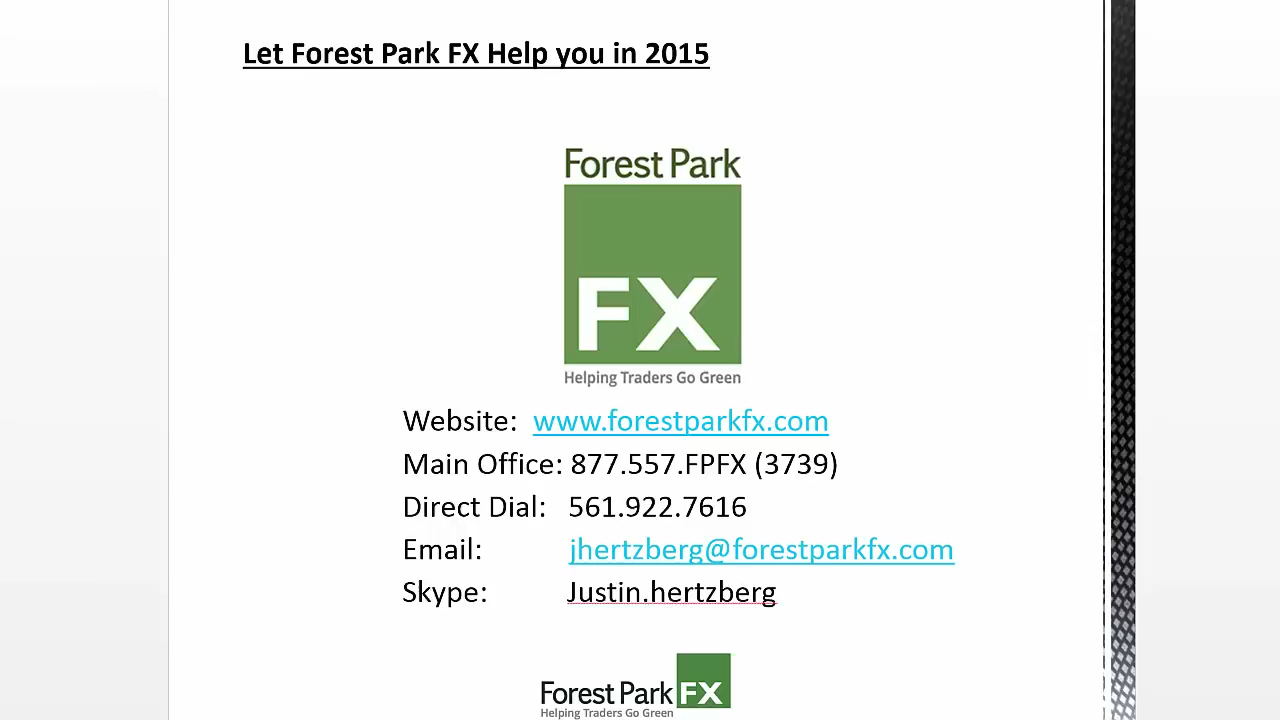 Let Forest Park FX Help you in 2015
Forest Park
FX
Helping Traders Go Green
Website: www.forestparkfx.com
Main Office: 877.557.FPFX (3739)
Direct Dial: 561.922.7616
Email: jhertzberg@forestparkfx.com
Skype: Justin.hertzberg
Forest Park FX
Helping Traders Go Green